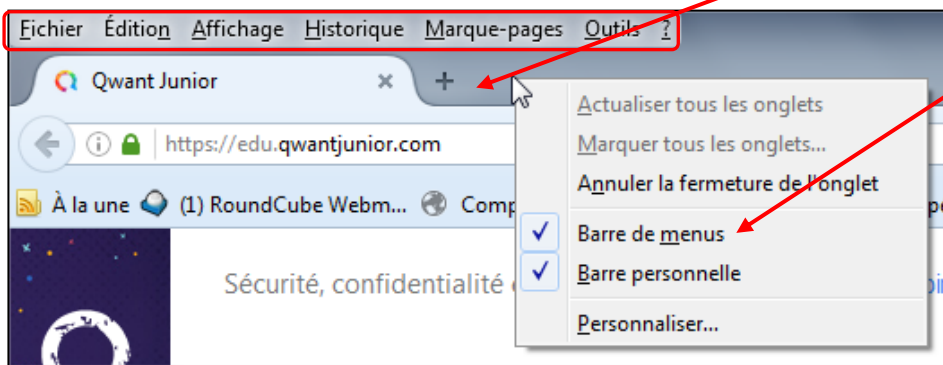 Fichier Édition Affichage Historique Marque-pages Outils ?
Qwant Junior
https://edu.qwantjunior.com
À la une (1) RoundCube Webm... Comp
Sécurité, confidentialité
Actualiser tous les onglets
Marquer tous les onglets...
Annuler la fermeture de l'onglet
Barre de menus
Barre personnelle
Personnaliser...